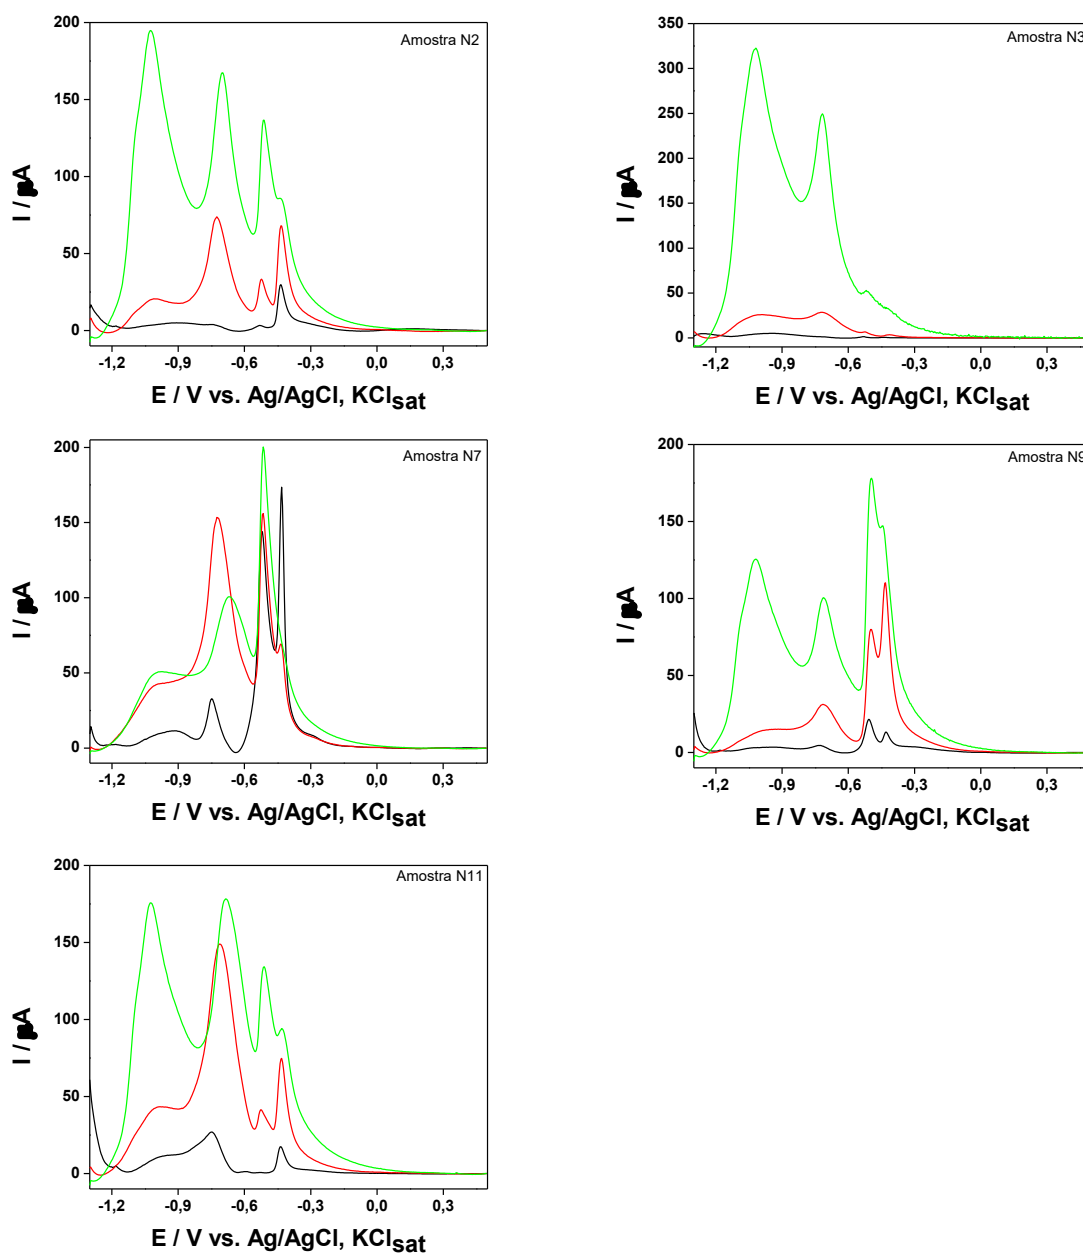 Amostra N2
200
150
100
50
0
I / µA
-1,2 -0,9 -0,6 -0,3 0,0 0,3
E / V vs. Ag/AgCl, KClsat
Amostra N3
350
300
250
200
150
100
50
0
I / µA
-1,2 -0,9 -0,6 -0,3 0,0 0,3
E / V vs. Ag/AgCl, KClsat
Amostra N7
200
150
100
50
0
I / µA
-1,2 -0,9 -0,6 -0,3 0,0 0,3
E / V vs. Ag/AgCl, KClsat
Amostra N9
200
150
100
50
0
I / µA
-1,2 -0,9 -0,6 -0,3 0,0 0,3
E / V vs. Ag/AgCl, KClsat
Amostra N11
200
150
100
50
0
I / µA
-1,2 -0,9 -0,6 -0,3 0,0 0,3
E / V vs. Ag/AgCl, KClsat